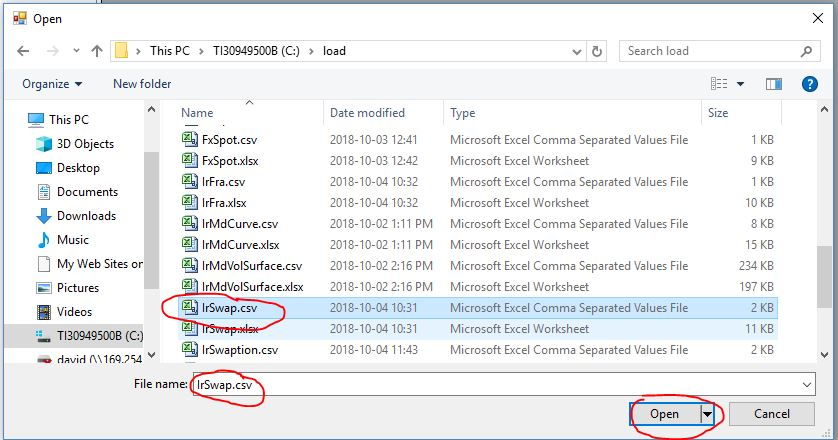 Open
This PC > TI30949500B (C:) > load
Search load
Organize New folder
This PC
3D Objects
Desktop
Documents
Downloads
Music
My Web Sites on
Pictures
Videos
TI30949500B (C:)
david (\\169.254
Name Date modified Type Size
FxSpot.csv 2018-10-03 12:41 Microsoft Excel Comma Separated Values File 1 KB
FxSpot.xlsx 2018-10-03 12:42 Microsoft Excel Worksheet 9 KB
IrFra.csv 2018-10-04 10:32 Microsoft Excel Comma Separated Values File 1 KB
IrFra.xlsx 2018-10-04 10:32 Microsoft Excel Worksheet 10 KB
IrMdCurve.csv 2018-10-02 1:11 PM Microsoft Excel Comma Separated Values File 8 KB
IrMdCurve.xlsx 2018-10-02 1:11 PM Microsoft Excel Worksheet 15 KB
IrMdVolSurface.csv 2018-10-02 2:16 PM Microsoft Excel Comma Separated Values File 234 KB
IrMdVolSurface.xlsx 2018-10-02 2:16 PM Microsoft Excel Worksheet 197 KB
IrSwap.csv 2018-10-04 10:31 Microsoft Excel Comma Separated Values File 2 KB
IrSwap.xlsx 2018-10-04 10:31 Microsoft Excel Worksheet 11 KB
IrSwaption.csv 2018-10-04 11:43 Microsoft Excel Comma Separated Values File 2 KB
File name: IrSwap.csv
Open Cancel